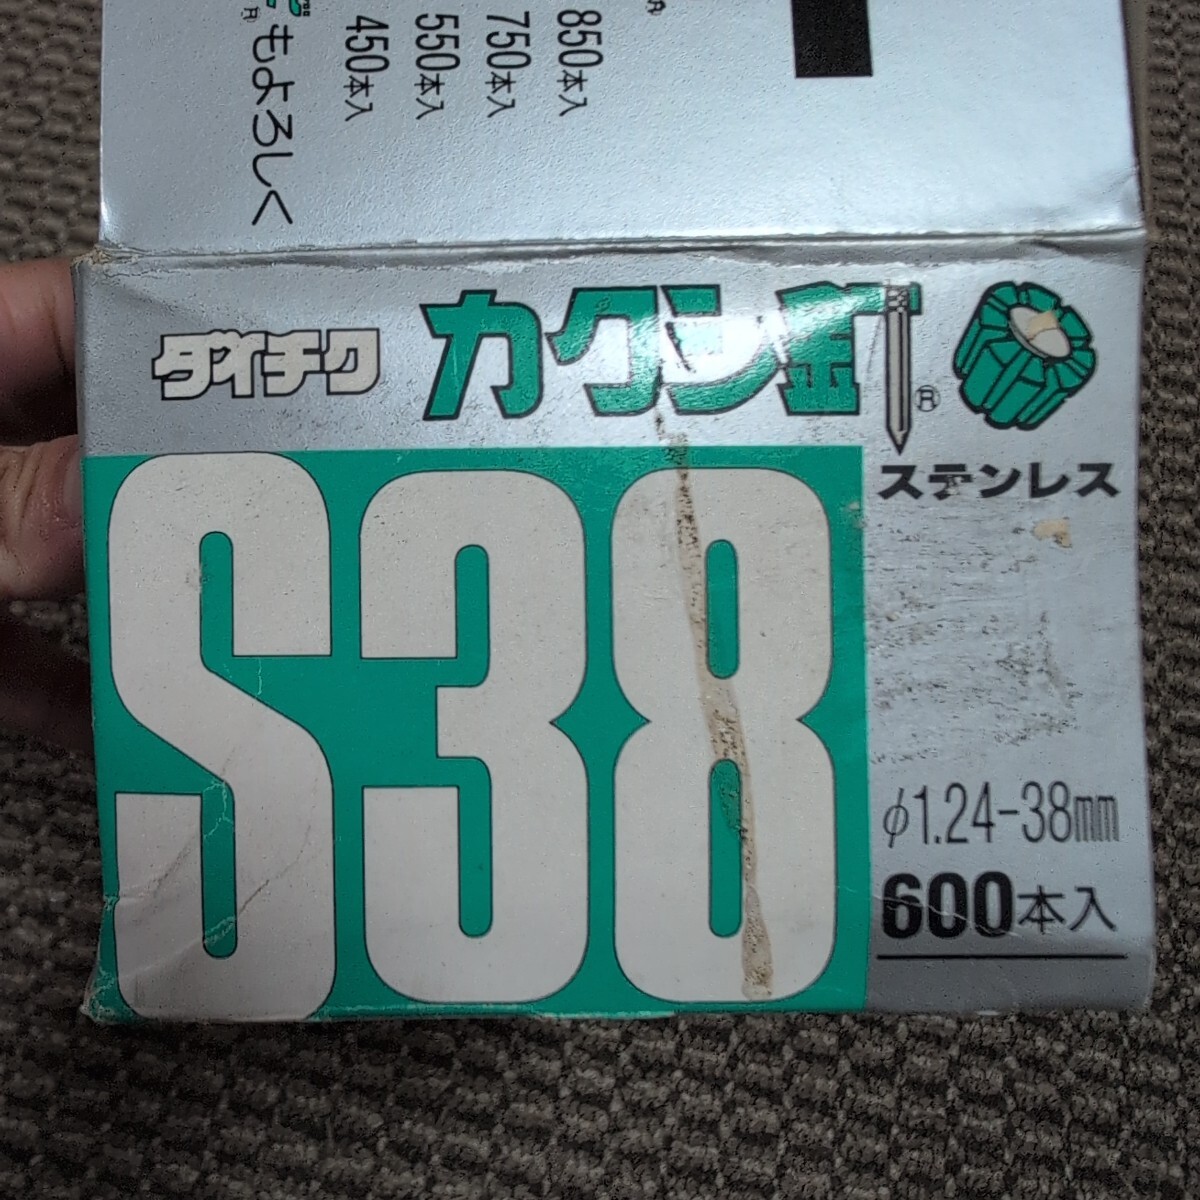 850本入
750本入
550本入
450本入
もよろしく
®
ダイチク カクシ釘®
ステンレス
S38
φ1.24-38mm
600本入